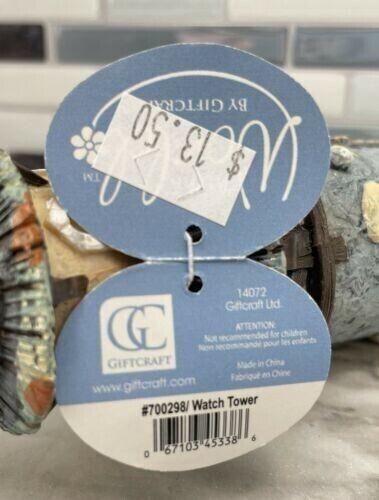 BY GIFTCRAFT
TM
$ 13.50
GC
GIFTCRAFT
www.giftcraft.com
14072
Giftcraft Ltd.
ATTENTION:
Not recommended for children
Non recommandé pour les enfants
Made in China
Fabriqué en Chine
#700298/ Watch Tower
0 67103 45338 6